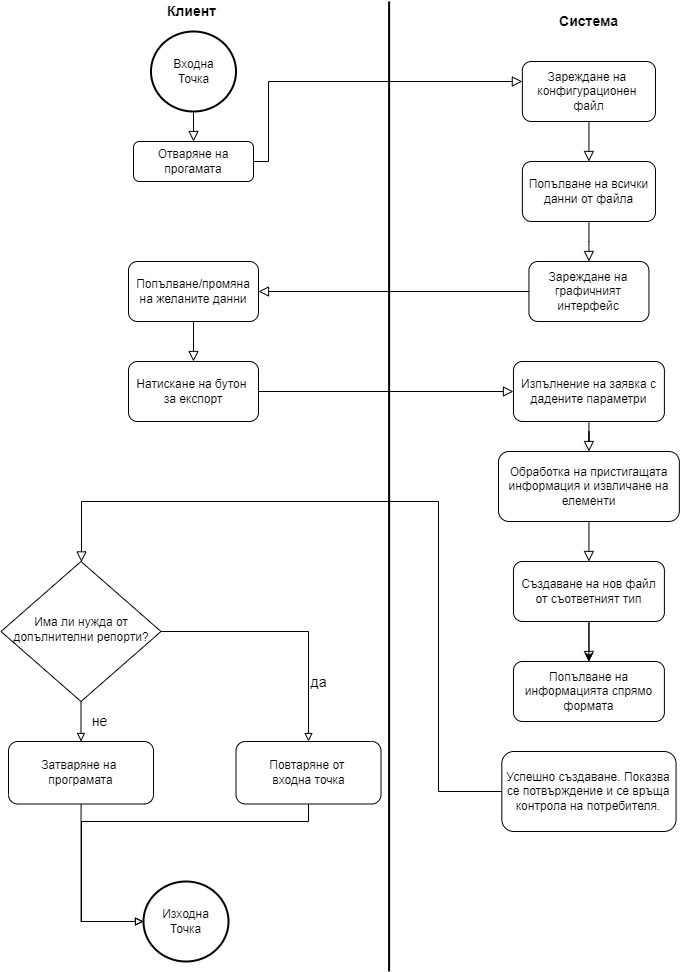 Клиент
Система
Входна
Точка
Отваряне на
прогамата
Зареждане на
конфигурационен
файл
Попълване на всички
данни от файла
Зареждане на
графичният
интерфейс
Попълване/промяна
на желаните данни
Натискане на бутон
за експорт
Изпълнение на заявка с
дадените параметри
Обработка на пристигащата
информация и извличане на
елементи
Създаване на нов файл
от съответният тип
Попълване на
информацията спрямо
формата
Успешно създаване. Показва
се потвърждение и се връща
контрола на потребителя.
Има ли нужда от
допълнителни репорти?
да
не
Затваряне на
програмата
Повтаряне от
входна точка
Изходна
Точка